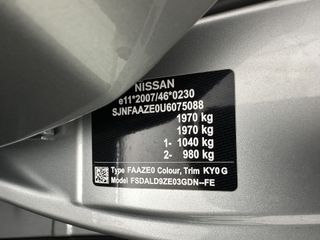 NISSAN
e11*2007/46*0230
SJNFAAZE0U6075088
1970 kg
1970 kg
1- 1040 kg
2- 980 kg
Type FAAZE0 Colour, Trim KY0 G
Model FSDALD9ZE03GDN--FE